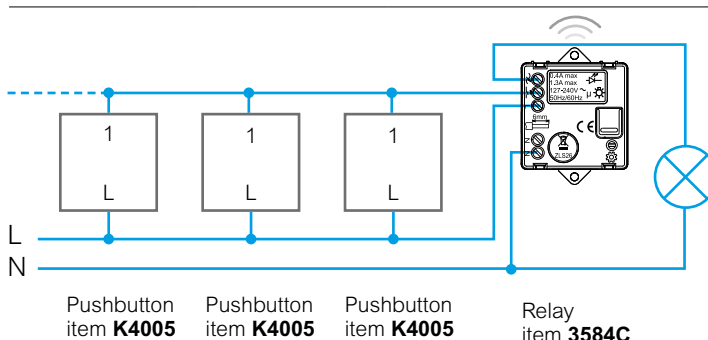 0,4A max
1,3A max
127-240V ~
50Hz/60Hz
µ
6mm
CE
ZLS26
N
1
1
1
L
L
L
L
N
Pushbutton
item K4005
Pushbutton
item K4005
Pushbutton
item K4005
Relay
item 3584C